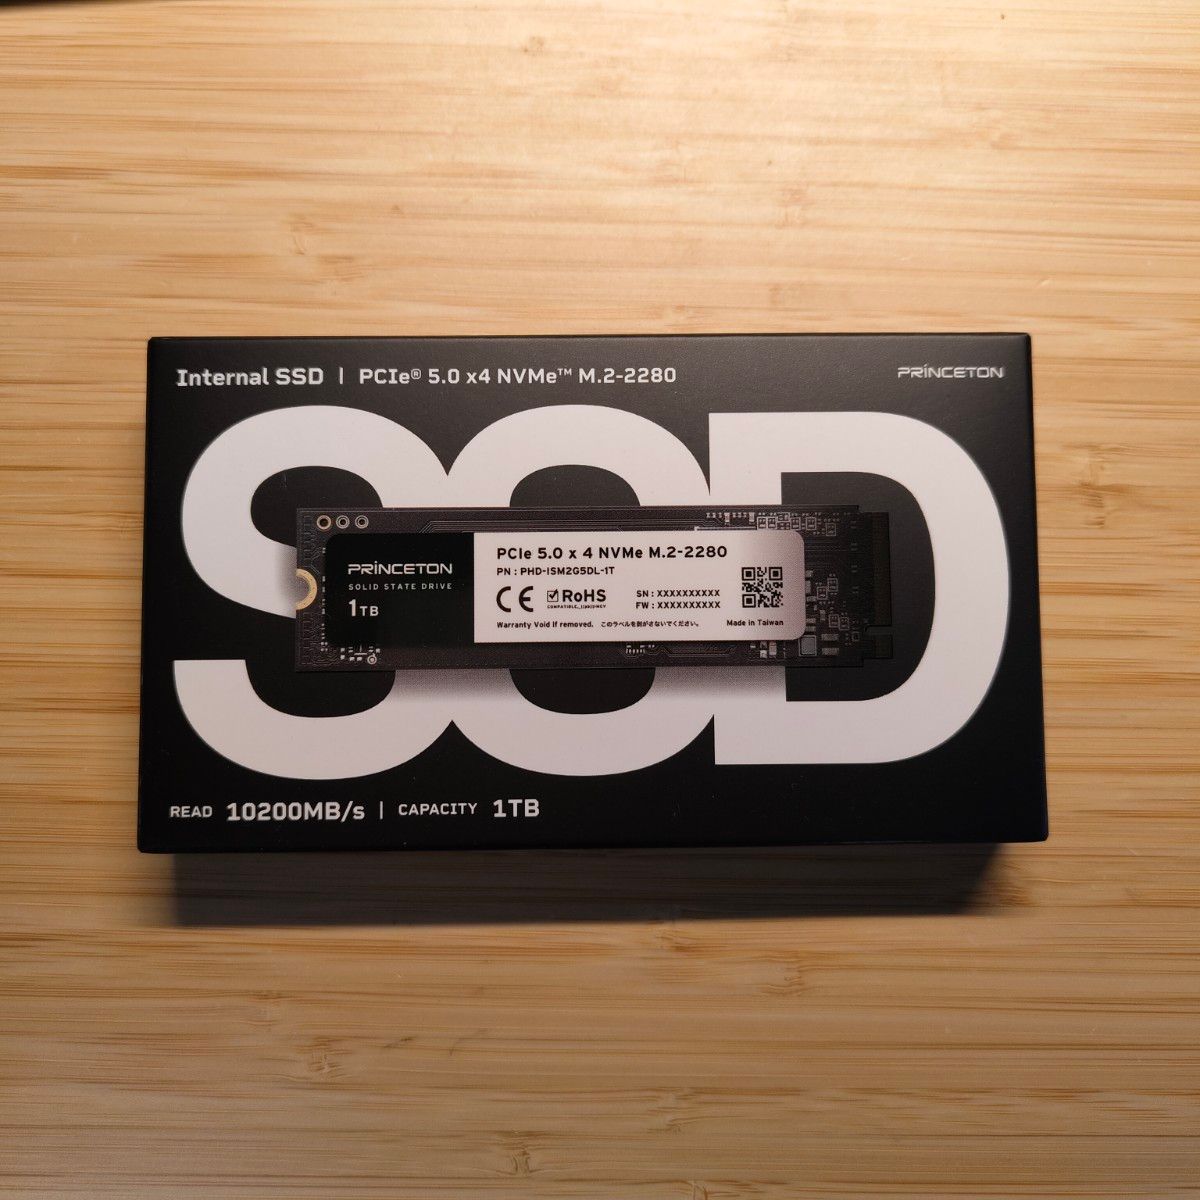 Internal SSD | PCIe® 5.0 x4 NVMe™ M.2-2280
PRINCETON
SSD
PRINCETON
SOLID STATE DRIVE
1TB
PCIe 5.0 x 4 NVMe M.2-2280
PN : PHD-ISM2G5DL-1T
CE RoHS
SN : XXXXXXXXXX
FW : XXXXXXXXXX
Warranty Void if removed. このラベルを剥がさないでください。 Made in Taiwan
READ 10200MB/s | CAPACITY 1TB